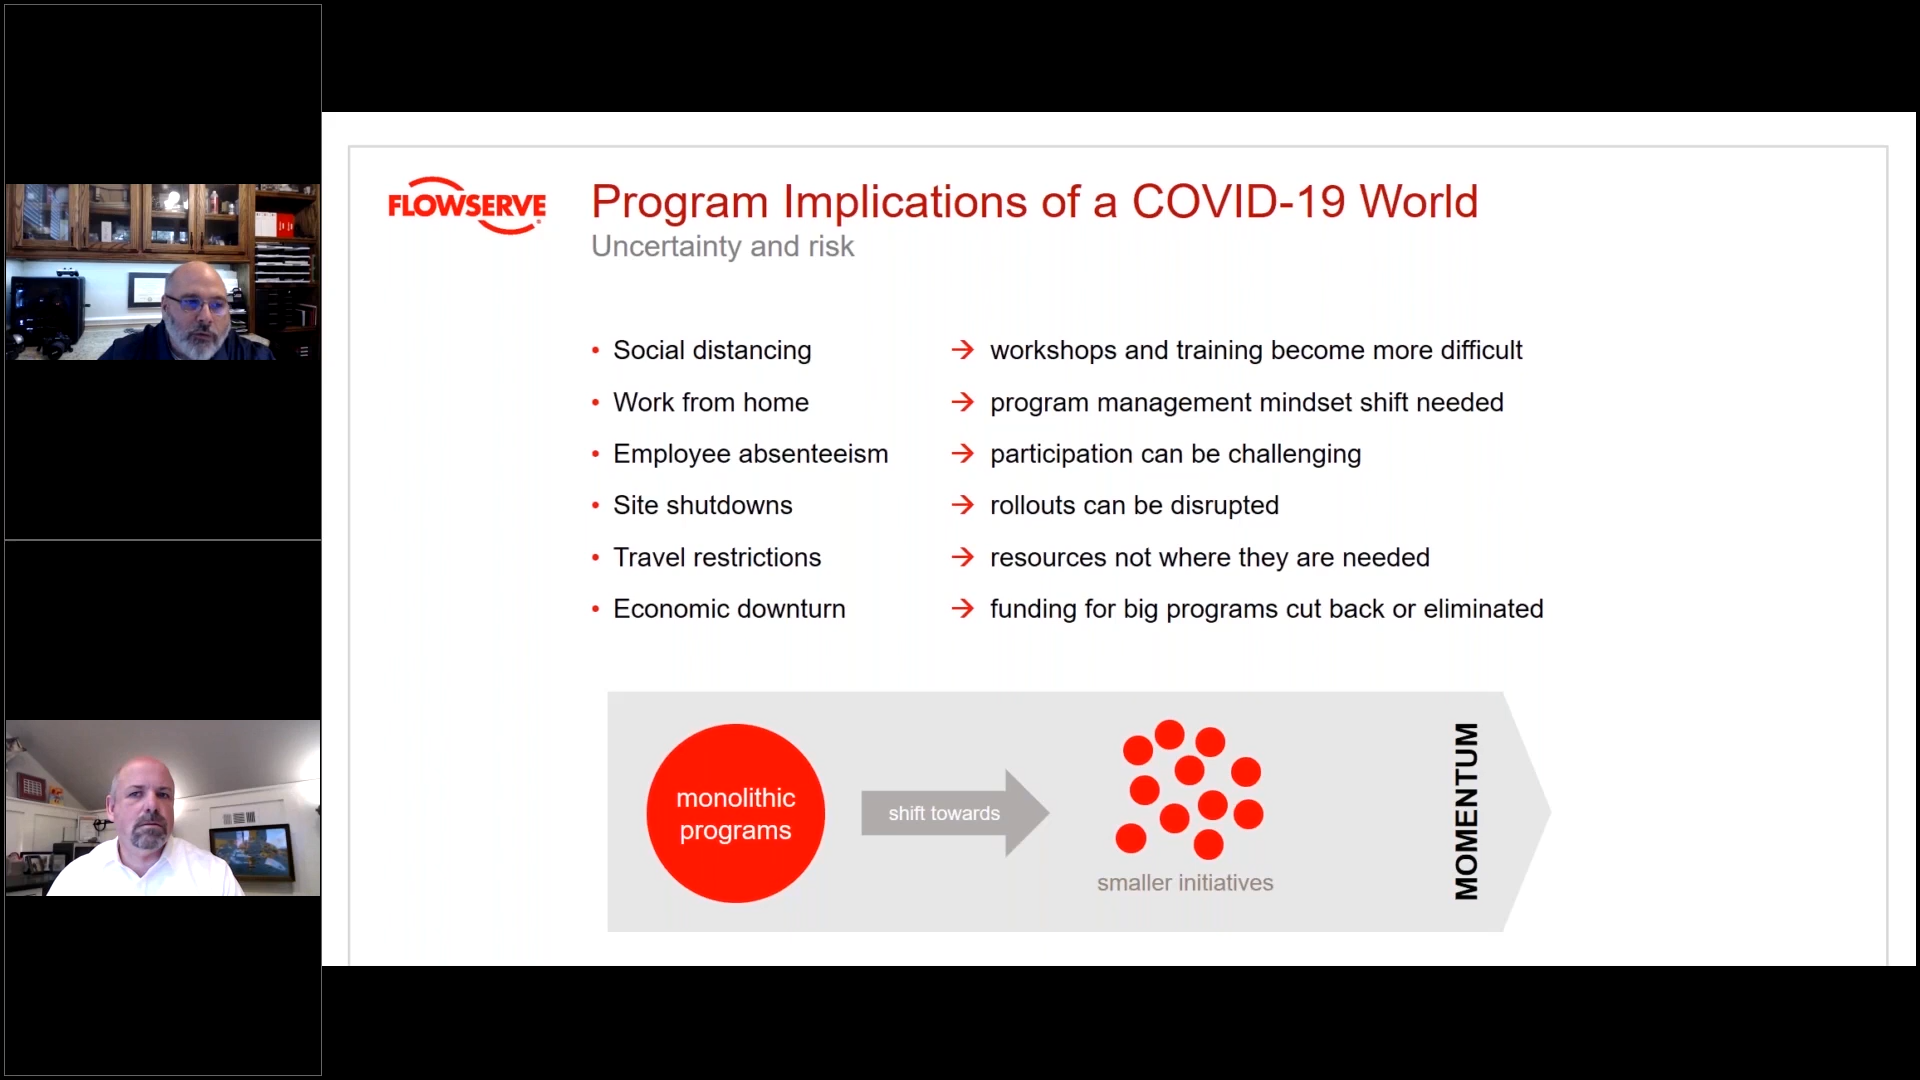 FLOWSERVE
Program Implications of a COVID-19 World
Uncertainty and risk
• Social distancing → workshops and training become more difficult
• Work from home → program management mindset shift needed
• Employee absenteeism → participation can be challenging
• Site shutdowns → rollouts can be disrupted
• Travel restrictions → resources not where they are needed
• Economic downturn → funding for big programs cut back or eliminated
monolithic
programs
shift towards
smaller initiatives
MOMENTUM